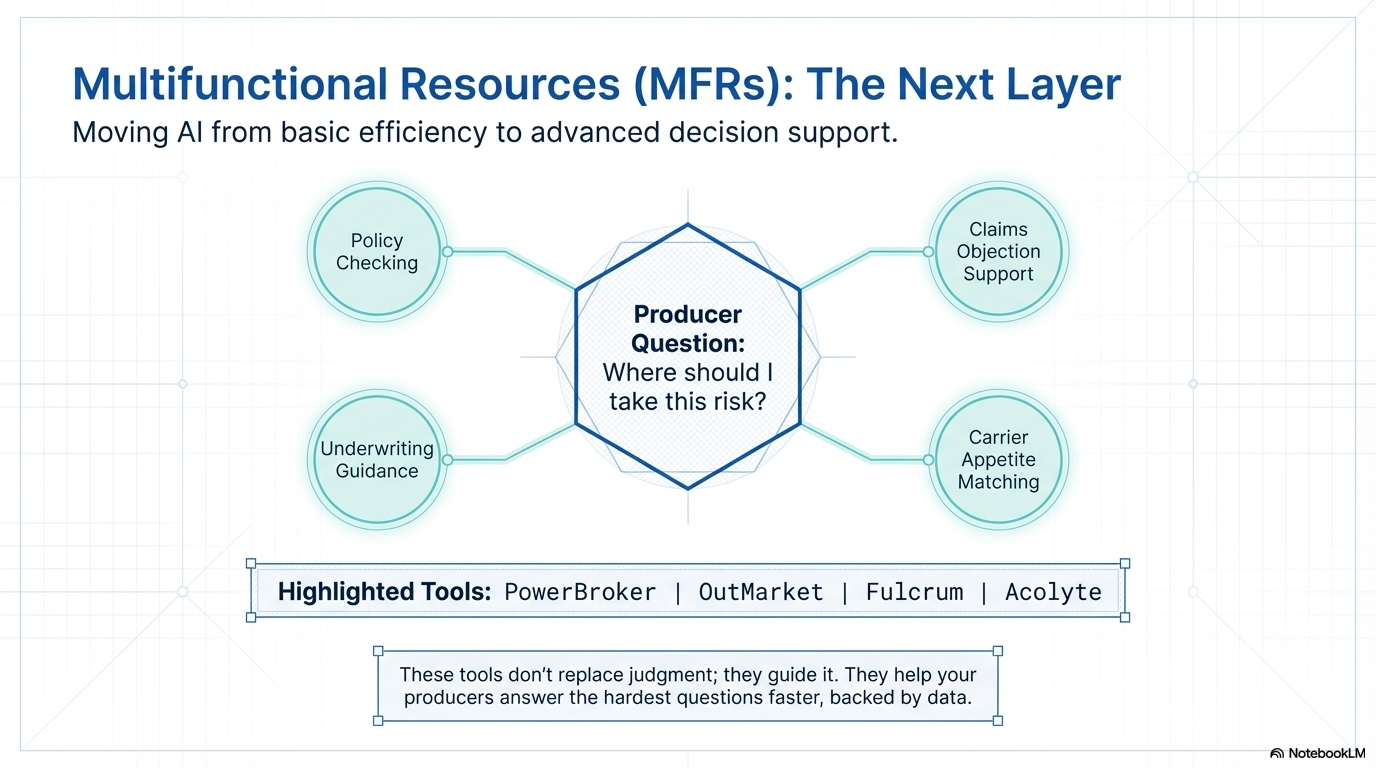 Multifunctional Resources (MFRs): The Next Layer
Moving AI from basic efficiency to advanced decision support.
Policy
Checking
Claims
Objection
Support
Producer
Question:
Where should I
take this risk?
Underwriting
Guidance
Carrier
Appetite
Matching
Highlighted Tools: PowerBroker | OutMarket | Fulcrum | Acolyte
These tools don’t replace judgment; they guide it. They help your
producers answer the hardest questions faster, backed by data.
NotebookLM